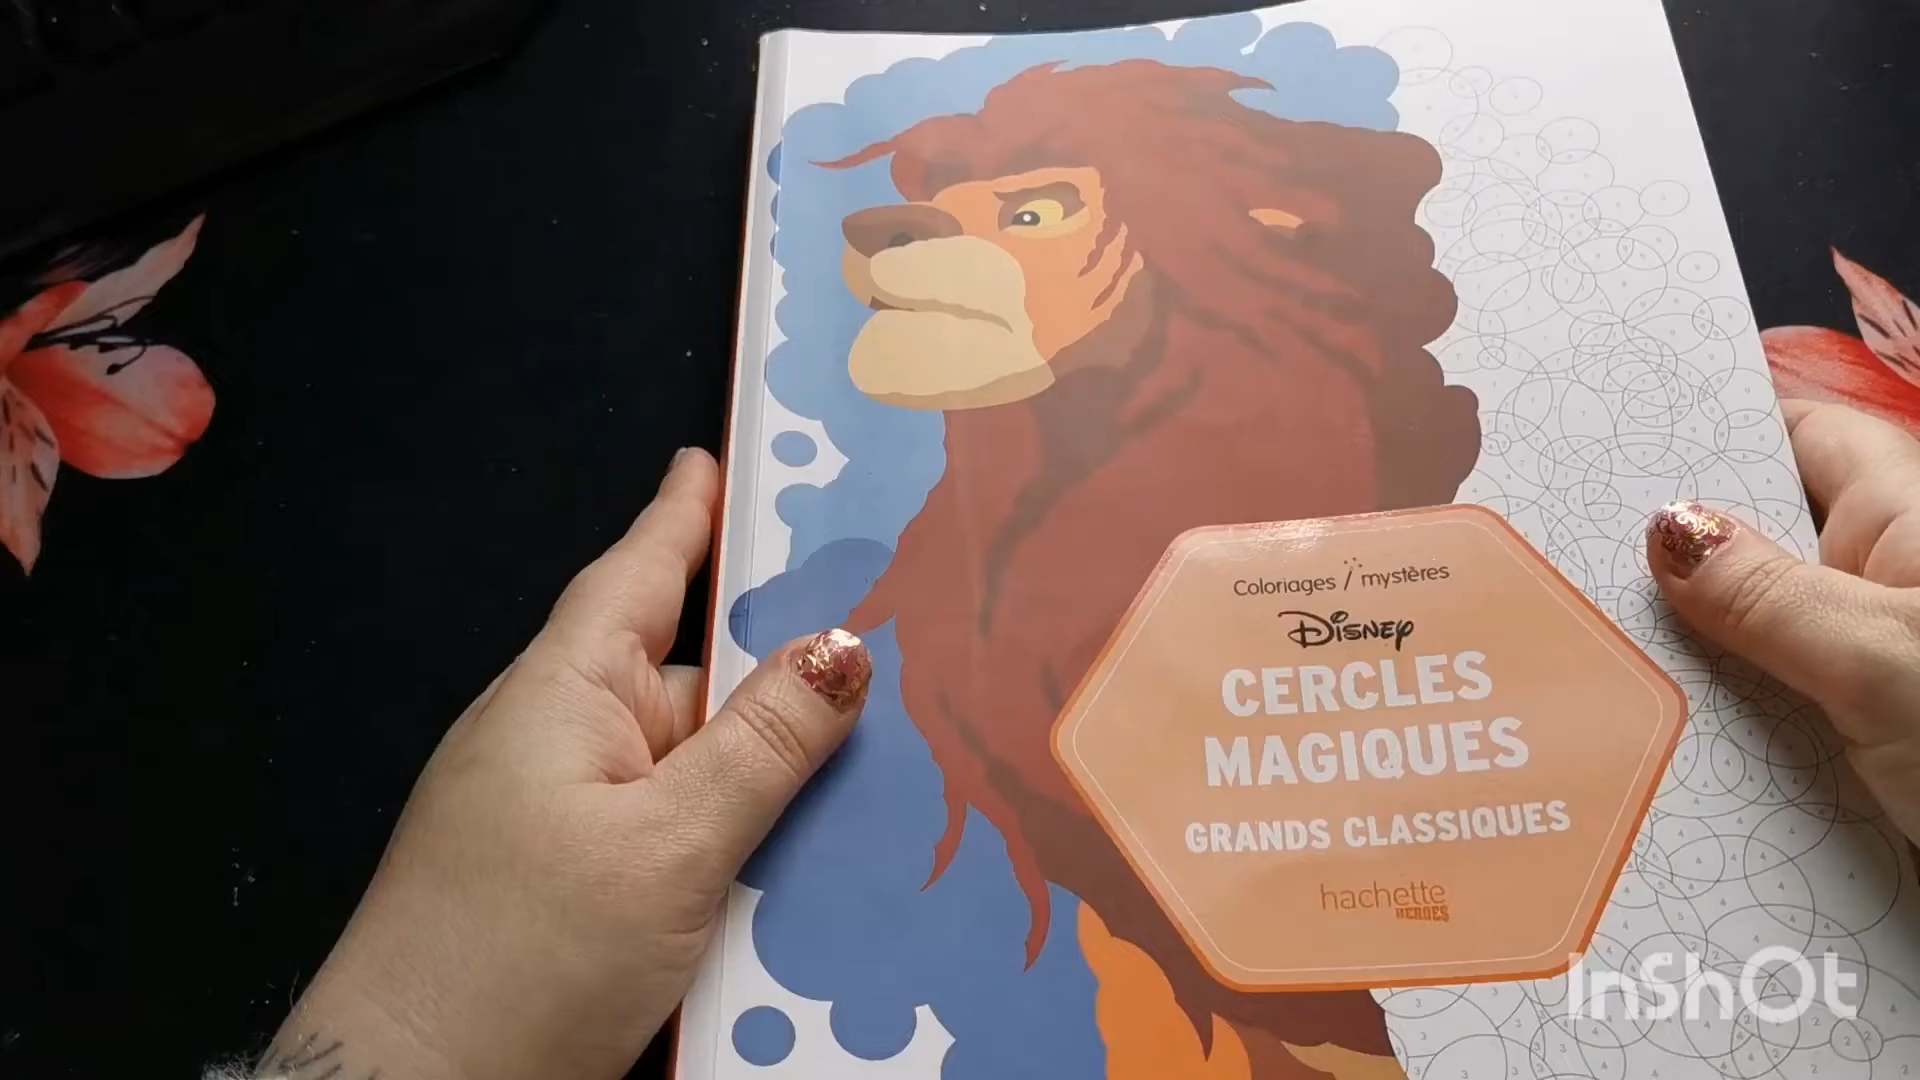 Coloriages mystères
Disney
CERCLES
MAGIQUES
GRANDS CLASSIQUES
hachette
HEROES
InShOt